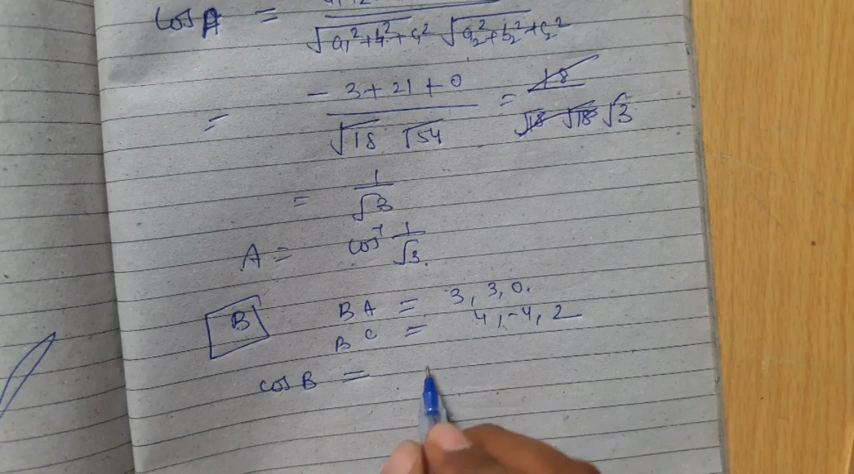 cos A =
√a₁²+b₁²+c₁² √a₂²+b₂²+c₂²
= - 3 + 21 + 0 / √18 √54 = 18 / √18 √18 √3
= 1/√3
A = cos⁻¹ 1/√3.
B BA = 3, 3, 0.
BC = 4, -4, 2
cos B =